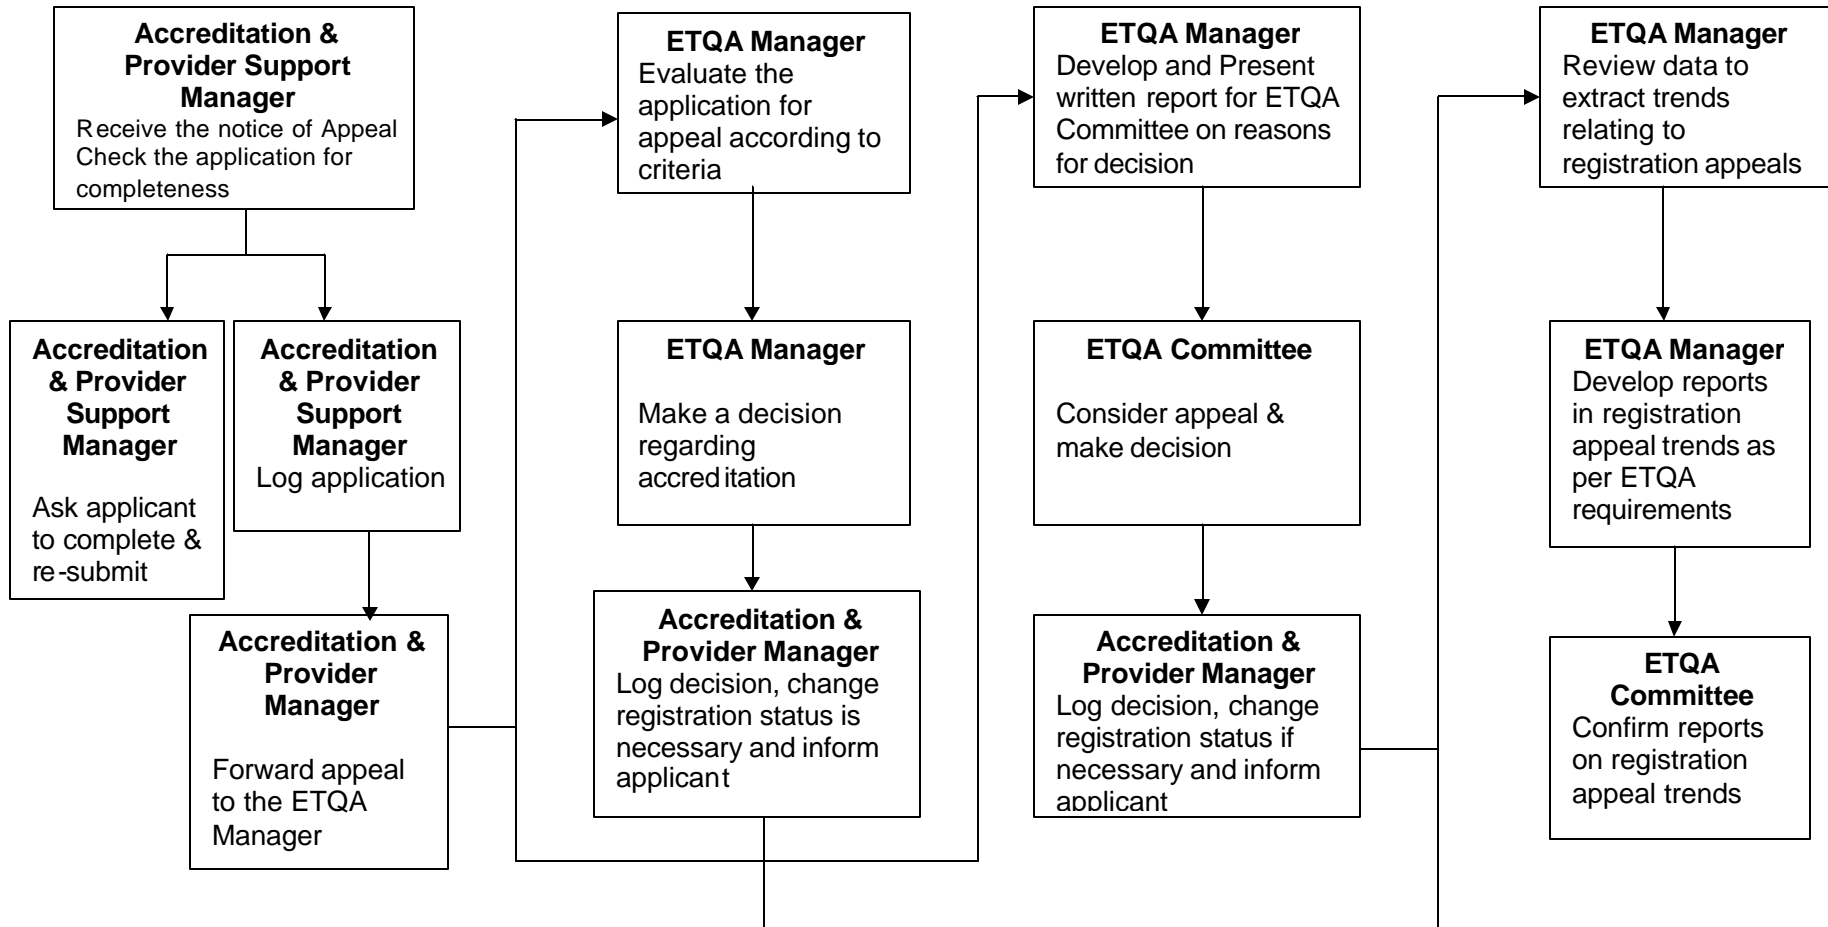 Accreditation &
Provider Support
Manager
Receive the notice of Appeal
Check the application for
completeness
Accreditation
& Provider
Support
Manager
Ask applicant
to complete &
re-submit
Accreditation
& Provider
Support
Manager
Log application
Accreditation &
Provider
Manager
Forward appeal
to the ETQA
Manager
ETQA Manager
Evaluate the
application for
appeal according to
criteria
ETQA Manager
Make a decision
regarding
accreditation
Accreditation &
Provider Manager
Log decision, change
registration status is
necessary and inform
applicant
ETQA Manager
Develop and Present
written report for ETQA
Committee on reasons
for decision
ETQA Committee
Consider appeal &
make decision
Accreditation &
Provider Manager
Log decision, change
registration status if
necessary and inform
applicant
ETQA Manager
Review data to
extract trends
relating to
registration appeals
ETQA Manager
Develop reports
in registration
appeal trends as
per ETQA
requirements
ETQA
Committee
Confirm reports
on registration
appeal trends